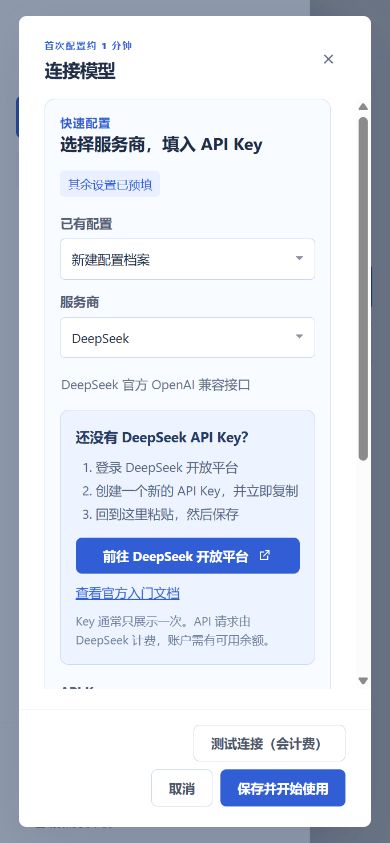 首次配置约 1 分钟
连接模型
快速配置
选择服务商，填入 API Key
其余设置已预填
已有配置
新建配置档案
服务商
DeepSeek
DeepSeek 官方 OpenAI 兼容接口
还没有 DeepSeek API Key?
1. 登录 DeepSeek 开放平台
2. 创建一个新的 API Key，并立即复制
3. 回到这里粘贴，然后保存
前往 DeepSeek 开放平台
查看官方入门文档
Key 通常只展示一次。API 请求由
DeepSeek 计费，账户需有可用余额。
测试连接（会计费）
取消
保存并开始使用